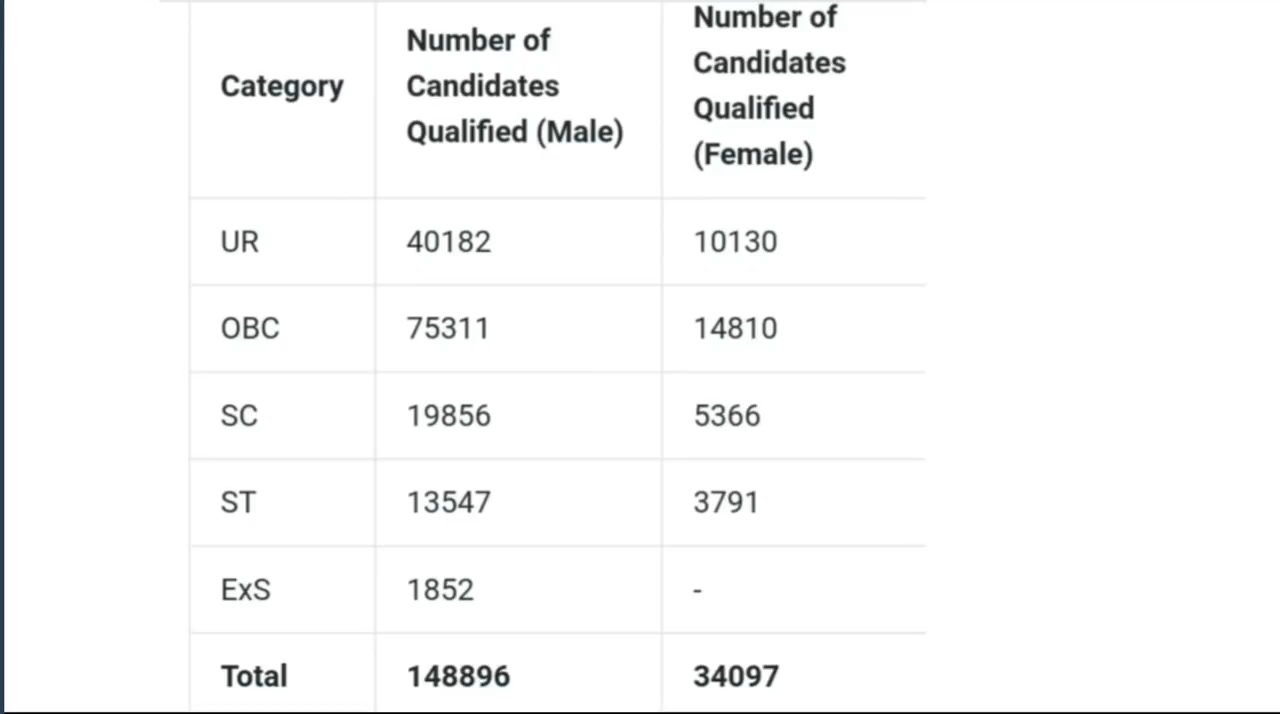 Category
Number of
Candidates
Qualified (Male)
Number of
Candidates
Qualified
(Female)
UR 40182 10130
OBC 75311 14810
SC 19856 5366
ST 13547 3791
ExS 1852 -
Total 148896 34097